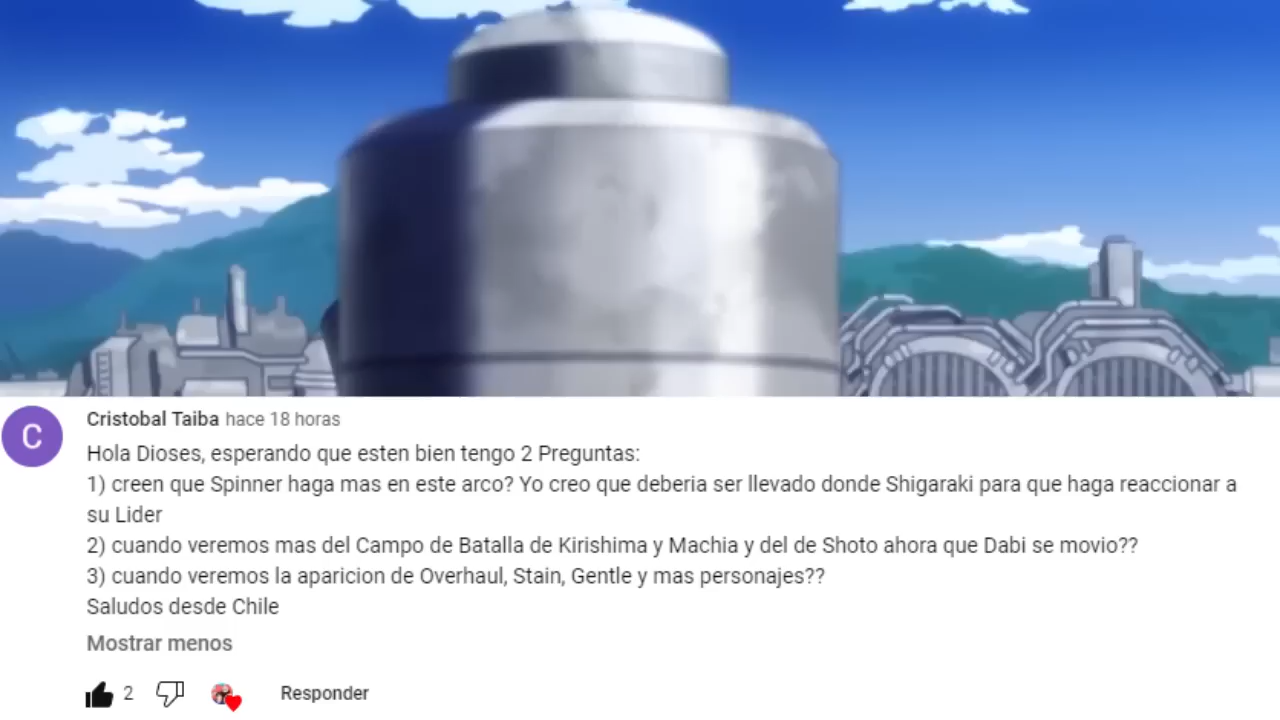 C
Cristobal Taiba hace 18 horas
Hola Dioses, esperando que esten bien tengo 2 Preguntas:
1) creen que Spinner haga mas en este arco? Yo creo que deberia ser llevado donde Shigaraki para que haga reaccionar a
su Lider
2) cuando veremos mas del Campo de Batalla de Kirishima y Machia y del de Shoto ahora que Dabi se movio??
3) cuando veremos la aparicion de Overhaul, Stain, Gentle y mas personajes??
Saludos desde Chile
Mostrar menos
2 Responder